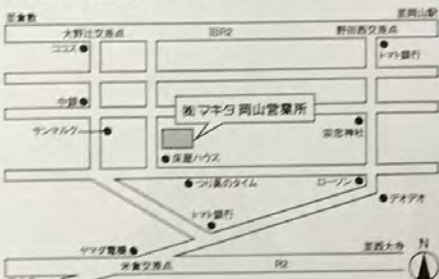 至倉敷
至岡山駅
大野辻交差点
旧R2
野田西交差点
ココス
トマト銀行
中銀
㈱マキタ 岡山営業所
サンマルク
宗忠神社
床屋ハウス
つり具のタイム
ローソン
デオデオ
トマト銀行
ヤマダ電機
至西大寺
N
米倉交差点
R2